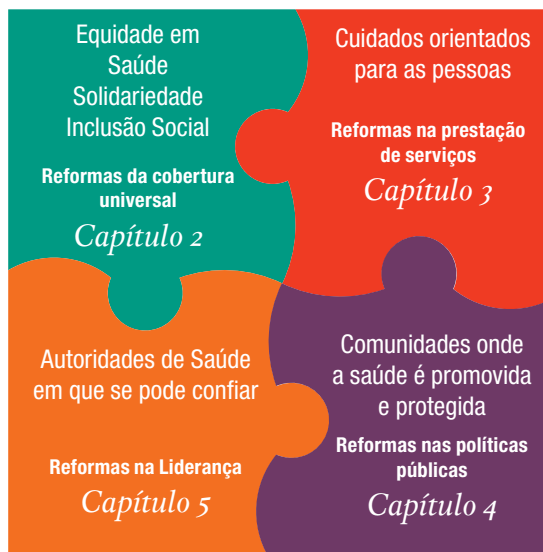 Equidade em
Saúde
Solidariedade
Inclusão Social
Reformas da cobertura
universal
Capítulo 2
Cuidados orientados
para as pessoas
Reformas na prestação
de serviços
Capítulo 3
Autoridades de Saúde
em que se pode confiar
Reformas na Liderança
Capítulo 5
Comunidades onde
a saúde é promovida
e protegida
Reformas nas políticas
públicas
Capítulo 4